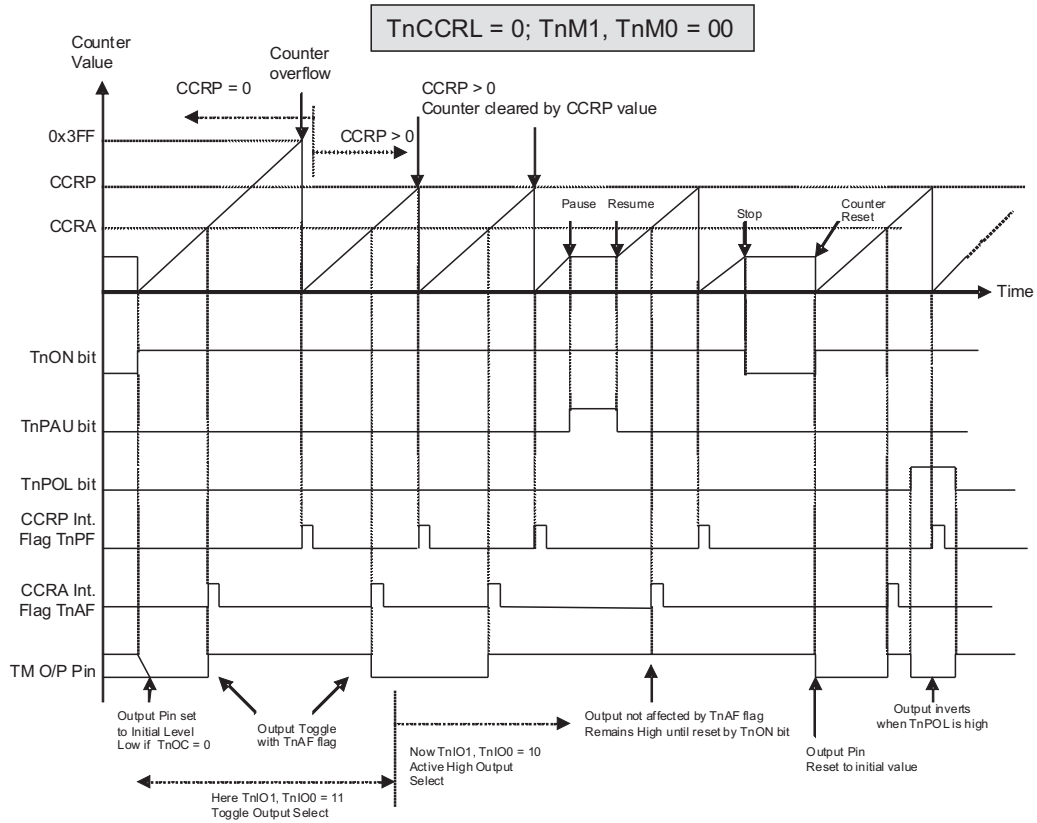 TnCCRL = 0; TnM1, TnM0 = 00
Counter
Value
Counter
overflow
CCRP = 0
CCRP > 0
CCRP > 0
Counter cleared by CCRP value
0x3FF
CCRP
CCRA
Pause
Resume
Stop
Counter
Reset
Time
TnON bit
TnPAU bit
TnPOL bit
CCRP Int.
Flag TnPF
CCRA Int.
Flag TnAF
TM O/P Pin
Output Pin set
to Initial Level
Low if TnOC = 0
Output Toggle
with TnAF flag
Here TnIO1, TnIO0 = 11
Toggle Output Select
Now TnIO1, TnIO0 = 10
Active High Output
Select
Output not affected by TnAF flag
Remains High until reset by TnON bit
Output Pin
Reset to initial value
Output inverts
when TnPOL is high